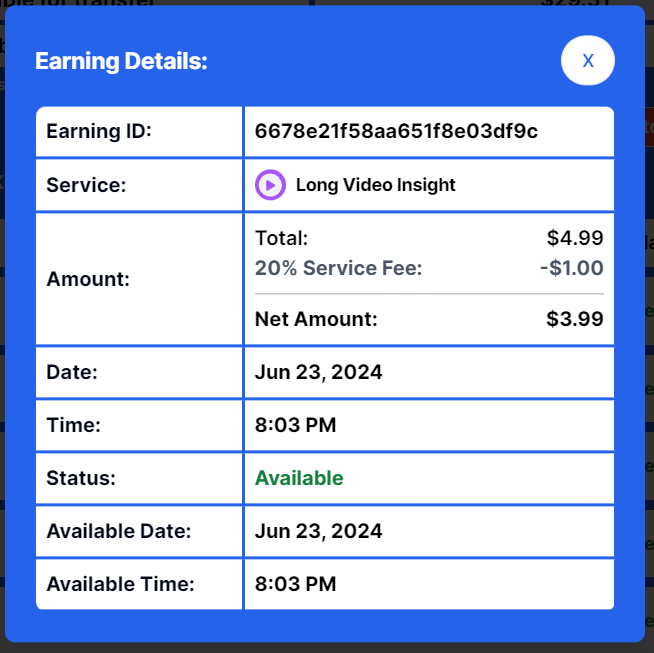 Earning Details:
X
Earning ID:
6678e21f58aa651f8e03df9c
Service:
Long Video Insight
Amount:
Total:
$4.99
20% Service Fee:
-$1.00
Net Amount:
$3.99
Date:
Jun 23, 2024
Time:
8:03 PM
Status:
Available
Available Date:
Jun 23, 2024
Available Time:
8:03 PM